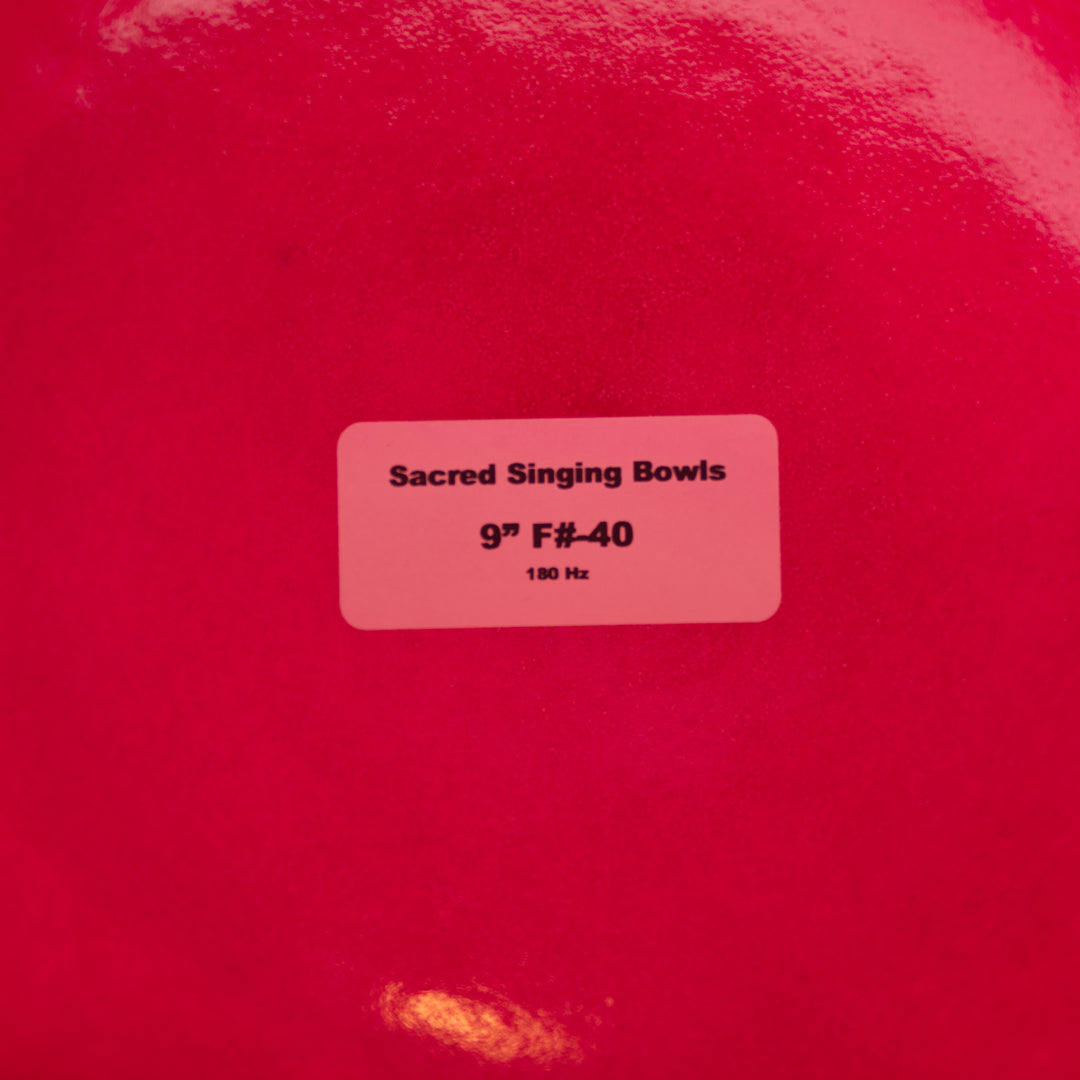 Sacred Singing Bowls
9” F#-40
180 Hz